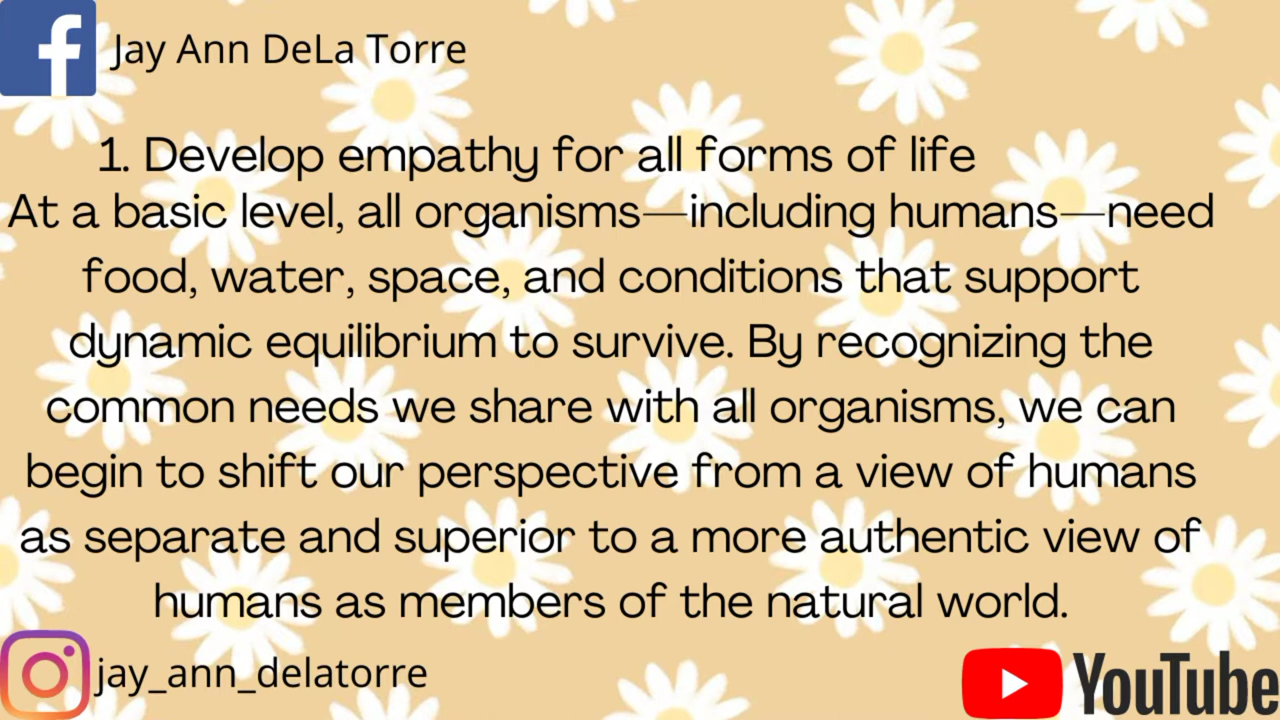 Jay Ann DeLa Torre
1. Develop empathy for all forms of life
At a basic level, all organisms—including humans—need
food, water, space, and conditions that support
dynamic equilibrium to survive. By recognizing the
common needs we share with all organisms, we can
begin to shift our perspective from a view of humans
as separate and superior to a more authentic view of
humans as members of the natural world.
jay_ann_delatorre
YouTube